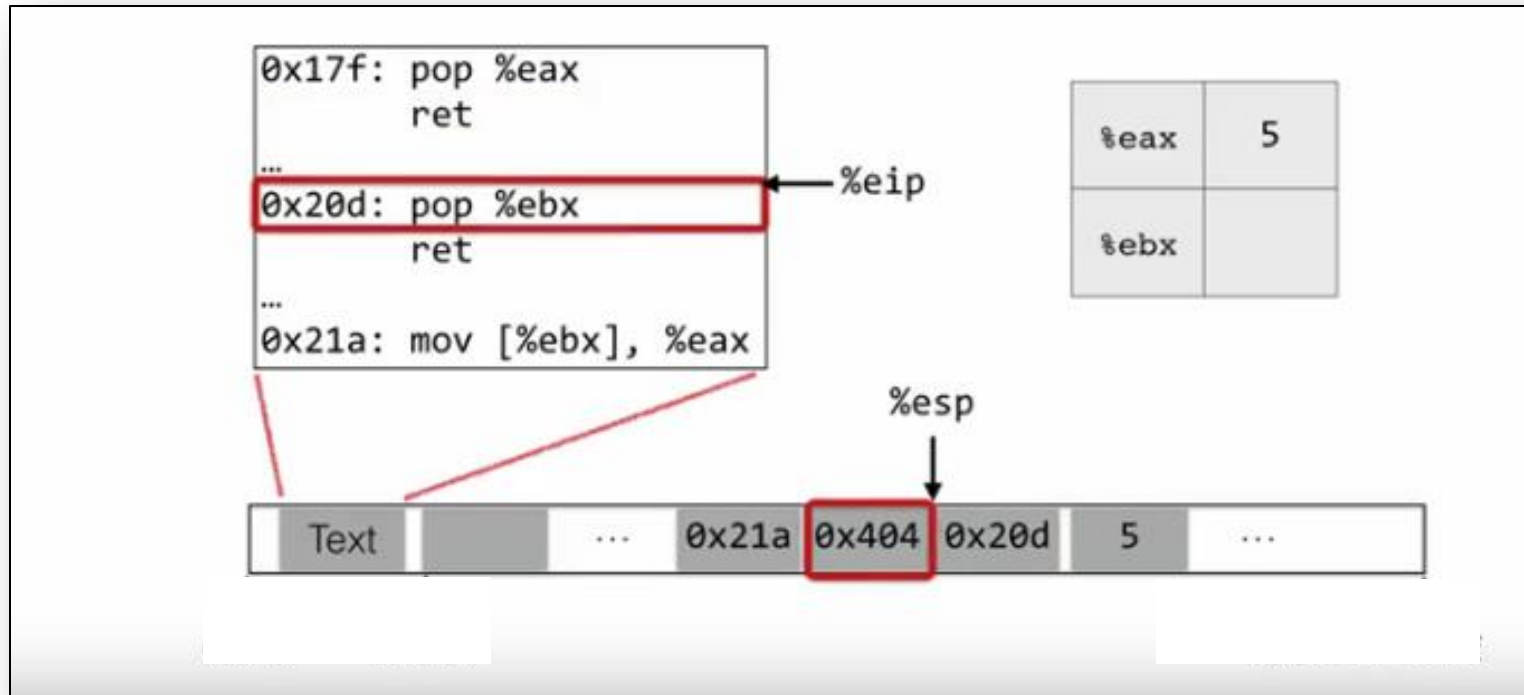 0x17f: pop %eax
ret
...
0x20d: pop %ebx
ret
...
0x21a: mov [%ebx], %eax
%eip
%eax 5
%ebx
%esp
Text ... 0x21a 0x404 0x20d 5 ...